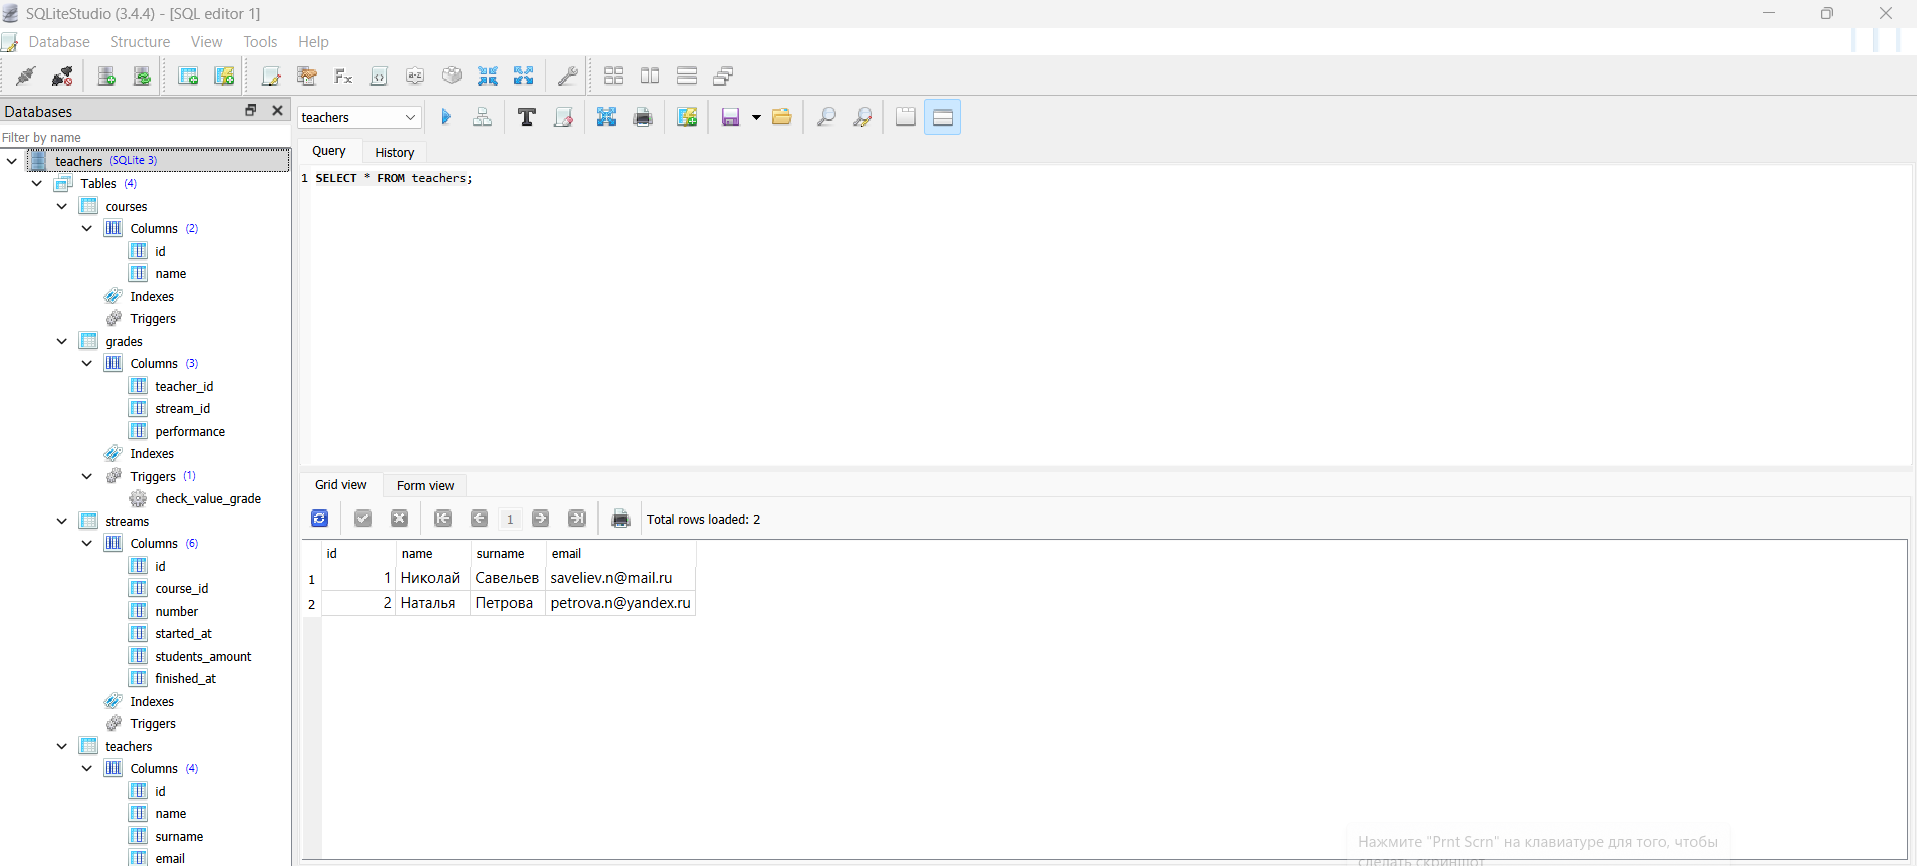 SQLiteStudio (3.4.4) - [SQL editor 1]
Database Structure View Tools Help
Databases
Filter by name
teachers (SQLite 3)
Tables (4)
courses
Columns (2)
id
name
Indexes
Triggers
grades
Columns (3)
teacher_id
stream_id
performance
Indexes
Triggers (1)
check_value_grade
streams
Columns (6)
id
course_id
number
started_at
students_amount
finished_at
Indexes
Triggers
teachers
Columns (4)
id
name
surname
email
teachers
Query History
1 SELECT * FROM teachers;
Grid view Form view
1 Total rows loaded: 2
id name surname email
1 1 Николай Савельев saveliev.n@mail.ru
2 2 Наталья Петрова petrova.n@yandex.ru
Нажмите "Prnt Scrn" на клавиатуре для того, чтобы
сделать скриншот